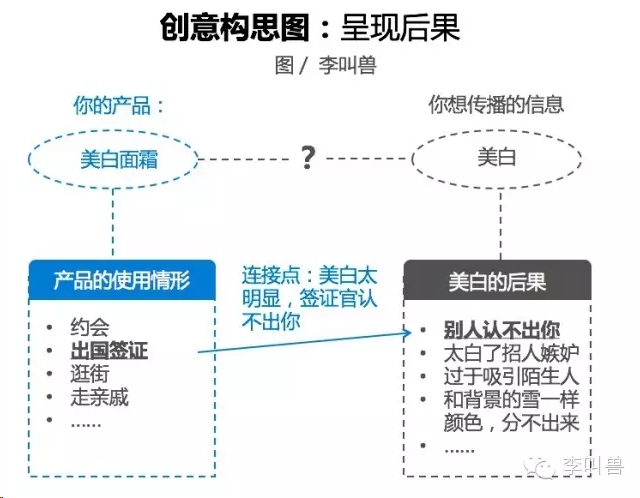 创意构思图：呈现后果
图 / 李叫兽
你的产品：
你想传播的信息
美白面霜
?
美白
产品的使用情形
• 约会
• 出国签证
• 逛街
• 走亲戚
• ……
连接点：美白太
明显，签证官认
不出你
美白的后果
• 别人认不出你
• 太白了招人嫉妒
• 过于吸引陌生人
• 和背景的雪一样
颜色，分不出来
• ……
李叫兽